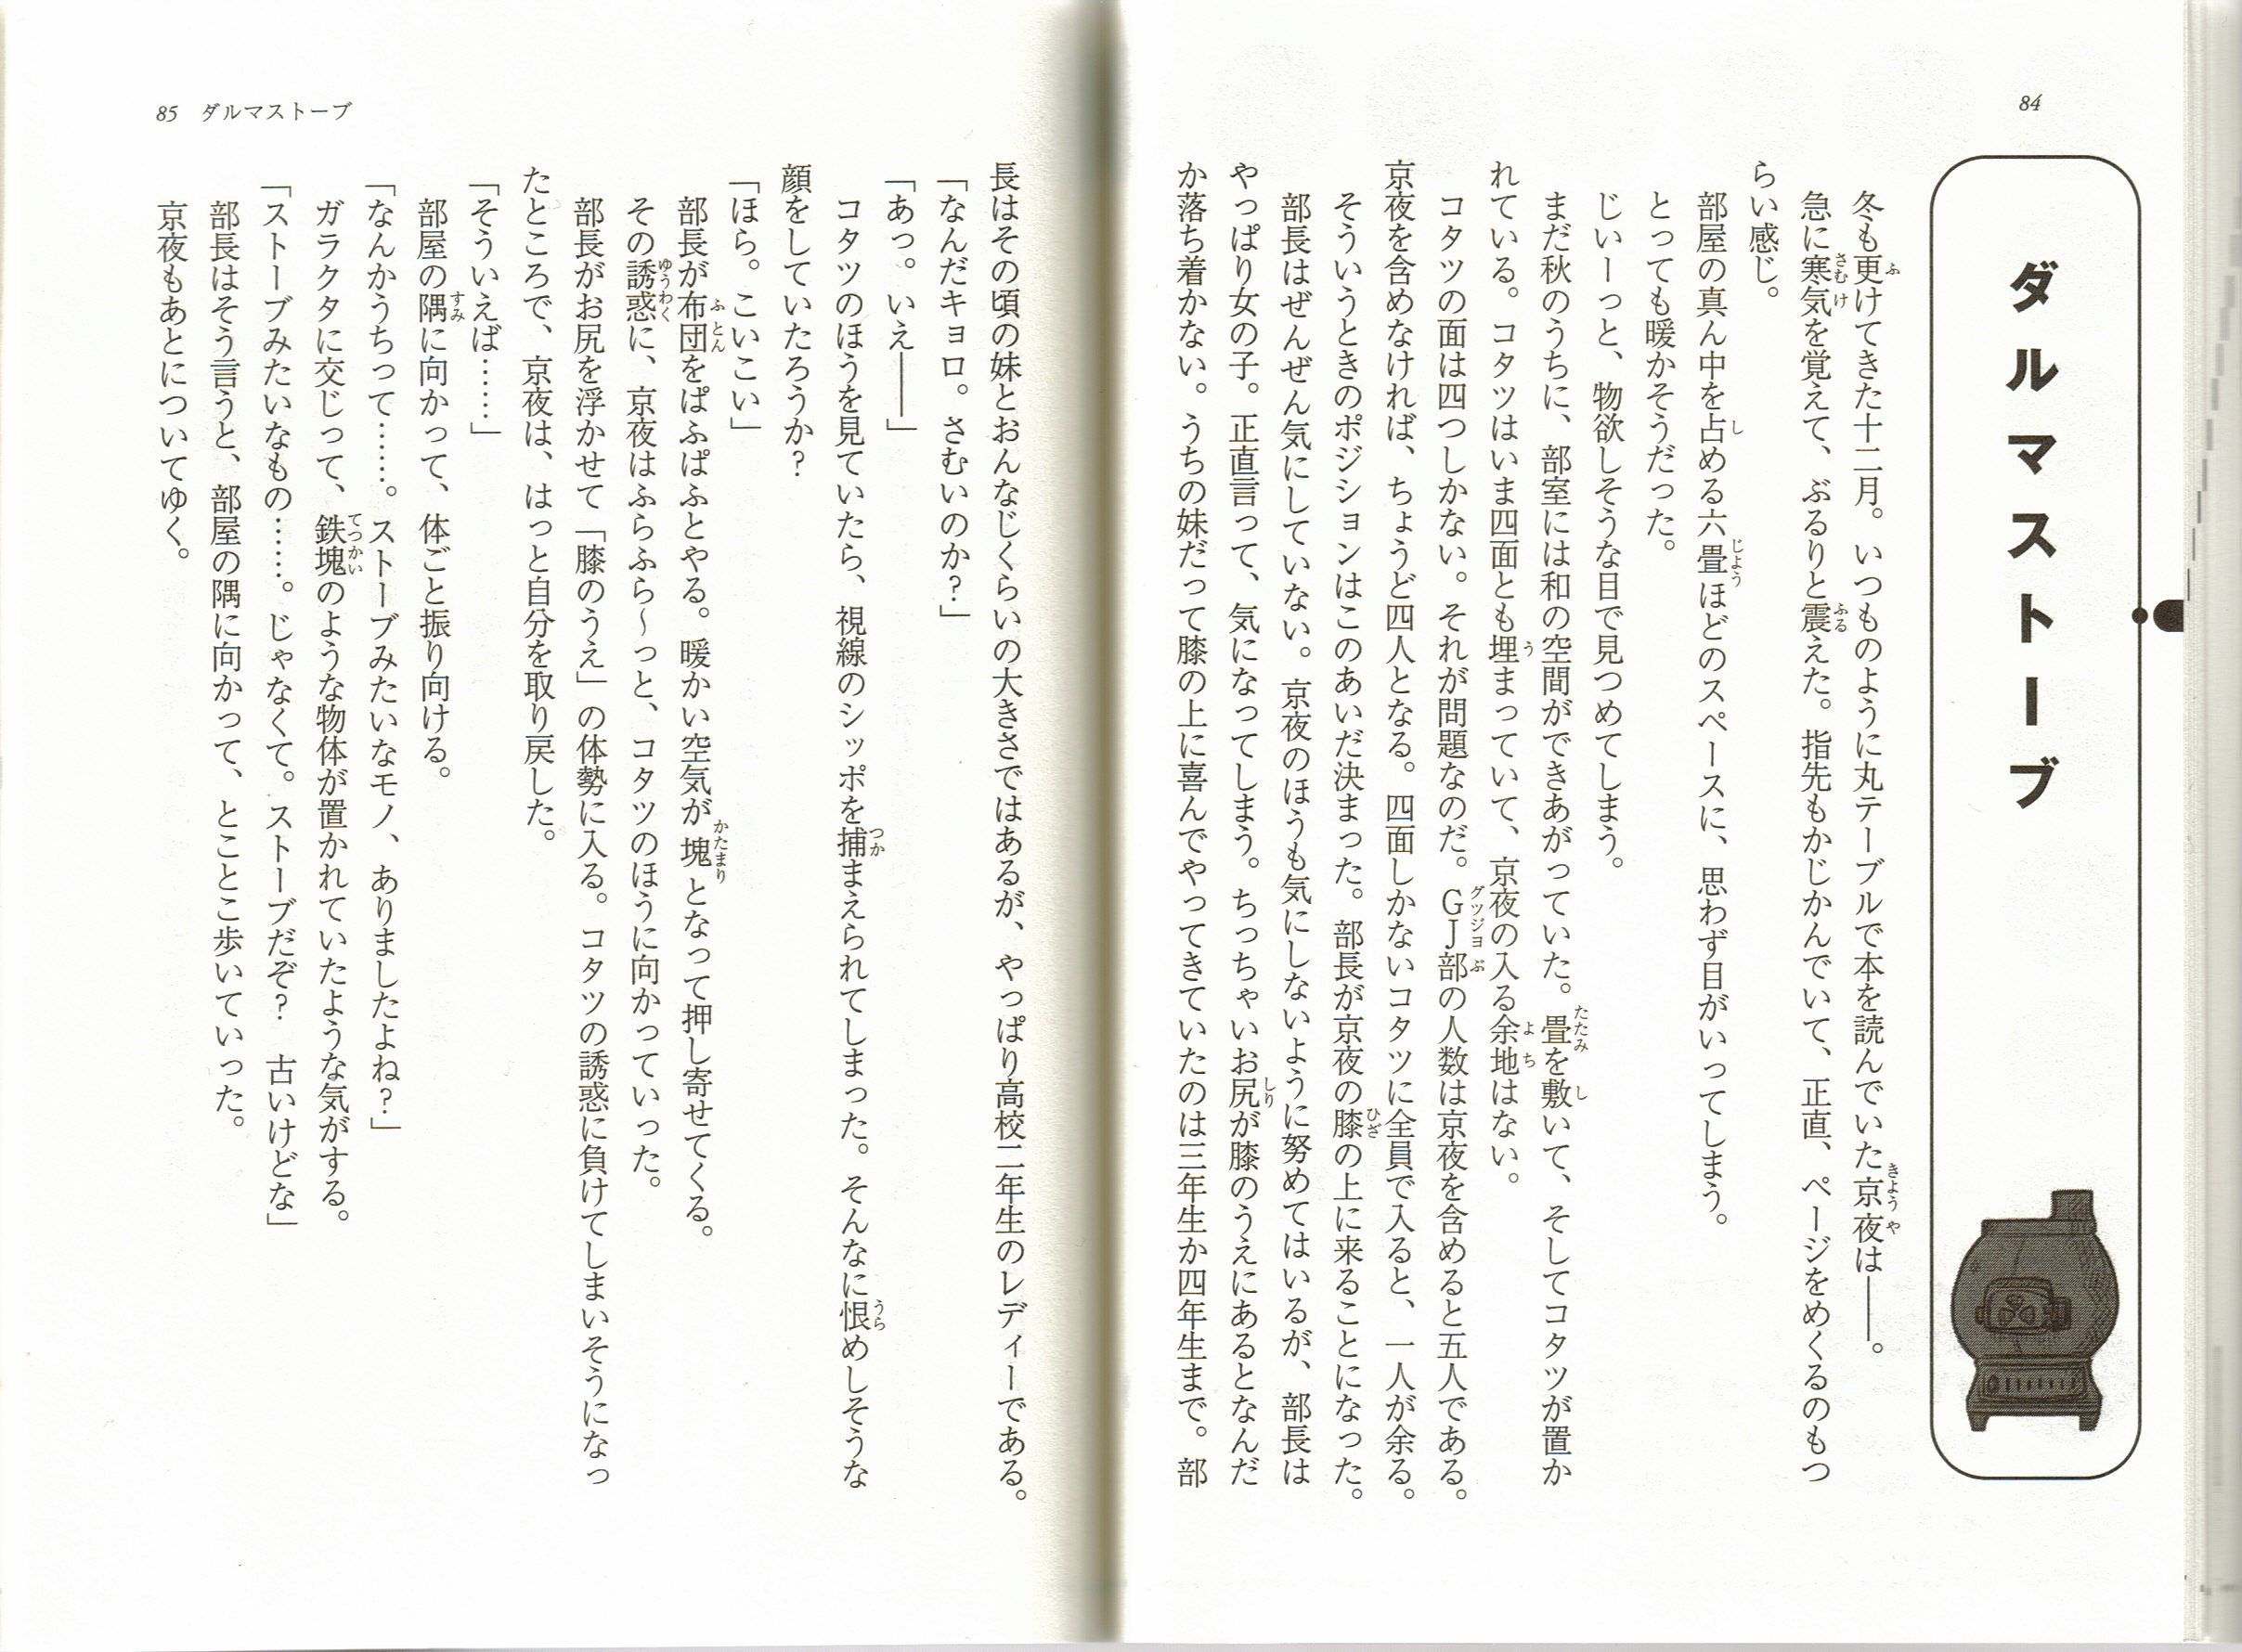 84
ダルマストーブ
冬も更けてきた十二月。いつものように丸テーブルで本を読んでいた京夜は――。
急に寒気を覚えて、ぶるりと震えた。指先もかじかんでいて、正直、ページをめくるのもつ
らい感じ。
部屋の真ん中を占める六畳ほどのスペースに、思わず目がいってしまう。
とっても暖かそうだった。
じいーっと、物欲しそうな目で見つめてしまう。
まだ秋のうちに、部室には和の空間ができあがっていた。畳を敷いて、そしてコタツが置か
れている。コタツはいま四面とも埋まっていて、京夜の入る余地はない。
コタツの面は四つしかない。それが問題なのだ。ＧＪ部の人数は京夜を含めると五人である。
京夜を含めなければ、ちょうど四人となる。四面しかないコタツに全員で入ると、一人が余る。
そういうときのポジションはこのあいだ決まった。部長が京夜の膝の上に来ることになった。
部長はぜんぜん気にしていない。京夜のほうも気にしないように努めてはいるが、部長は
やっぱり女の子。正直言って、気になってしまう。ちっちゃいお尻が膝のうえにあるとなんだ
か落ち着かない。うちの妹だって膝の上に喜んでやってきていたのは三年生か四年生まで。部
85 ダルマストーブ
長はその頃の妹とおんなじくらいの大きさではあるが、やっぱり高校二年生のレディーである。
「なんだキョロ。さむいのか？」
「あっ。いえ――」
コタツのほうを見ていたら、視線のシッポを捕まえられてしまった。そんなに恨めしそうな
顔をしていたろうか？
「ほら。こいこい」
部長が布団をぱふぱふとやる。暖かい空気が塊となって押し寄せてくる。
その誘惑に、京夜はふらふら～っと、コタツのほうに向かっていった。
部長がお尻を浮かせて「膝のうえ」の体勢に入る。コタツの誘惑に負けてしまいそうになっ
たところで、京夜は、はっと自分を取り戻した。
「そういえば……」
部屋の隅に向かって、体ごと振り向ける。
「なんかうちって……。ストーブみたいなモノ、ありましたよね？」
ガラクタに交じって、鉄塊のような物体が置かれていたような気がする。
「ストーブみたいなもの……。じゃなくて。ストーブだぞ？　古いけどな」
部長はそう言うと、部屋の隅に向かって、とことこ歩いていった。
京夜もあとについてゆく。